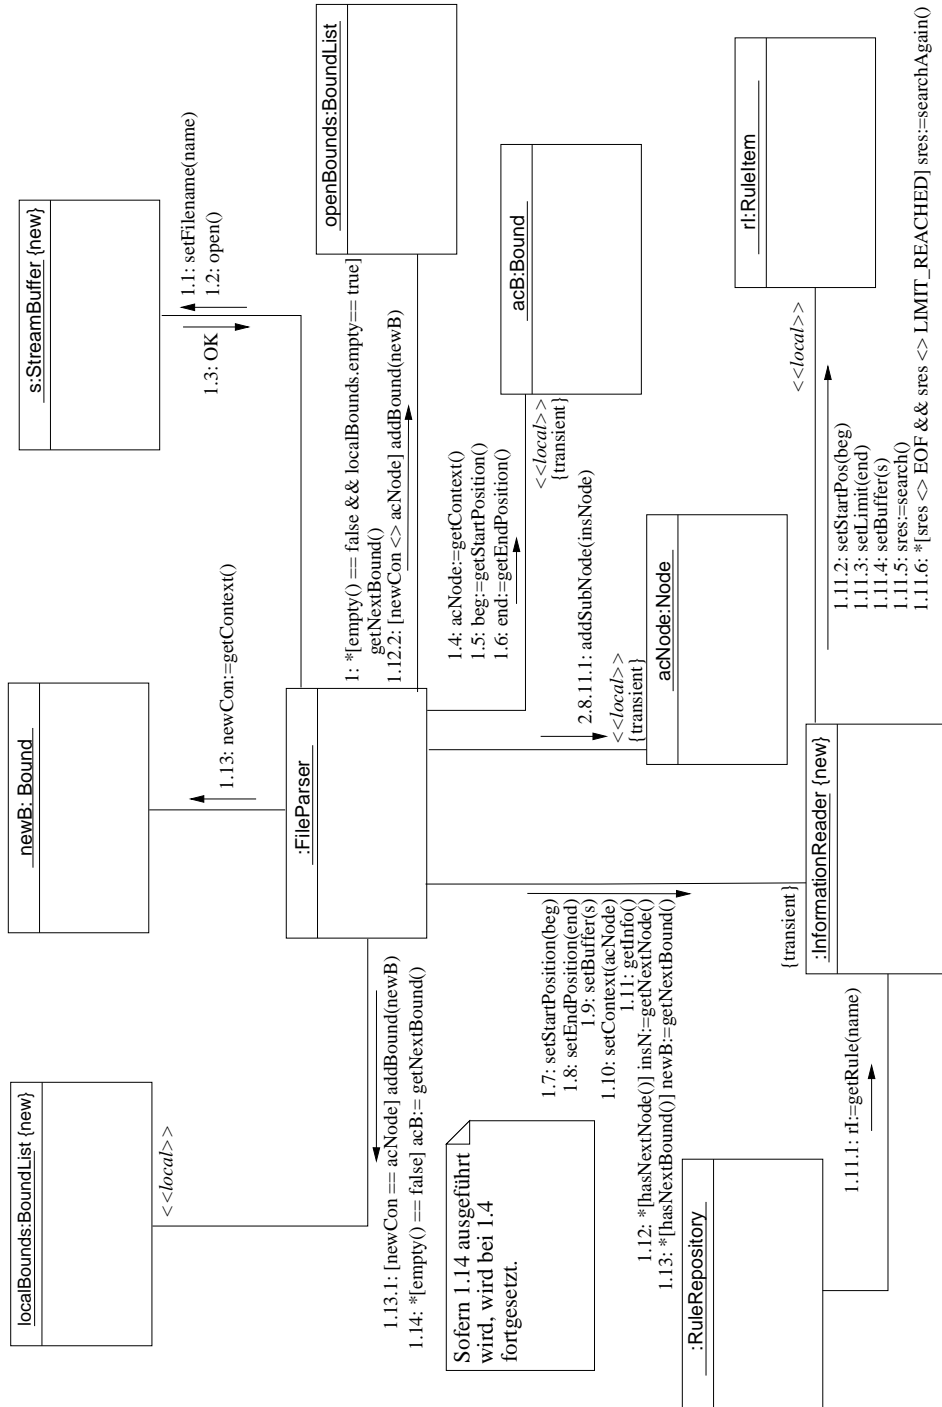 localBounds:BoundList {new}
<<local>>
newB: Bound
s:StreamBuffer {new}
1.1: setFilename(name)
1.2: open()
1.3: OK
1.13: newCon:=getContext()
:FileParser
openBounds:BoundList
1: *[empty() == false && localBounds.empty== true]
getNextBound()
1.12.2: [newCon <> acNode] addBound(newB)
1.13.1: [newCon == acNode] addBound(newB)
1.14: *[empty() == false] acB:= getNextBound()
1.4: acNode:=getContext()
1.5: beg:=getStartPosition()
1.6: end:=getEndPosition()
acB:Bound
<<local>>
{transient}
Sofern 1.14 ausgeführt
wird, wird bei 1.4
fortgesetzt.
2.8.11.1: addSubNode(insNode)
<<local>>
{transient}
acNode:Node
1.7: setStartPosition(beg)
1.8: setEndPosition(end)
1.9: setBuffer(s)
1.10: setContext(acNode)
1.11: getInfo()
1.12: *[hasNextNode()] insN:=getNextNode()
1.13: *[hasNextBound()] newB:=getNextBound()
:RuleRepository
1.11.1: rI:=getRule(name)
{transient}
:InformationReader {new}
rI:RuleItem
<<local>>
1.11.2: setStartPos(beg)
1.11.3: setLimit(end)
1.11.4: setBuffer(s)
1.11.5: sres:=search()
1.11.6: *[sres <> EOF && sres <> LIMIT_REACHED] sres:=searchAgain()